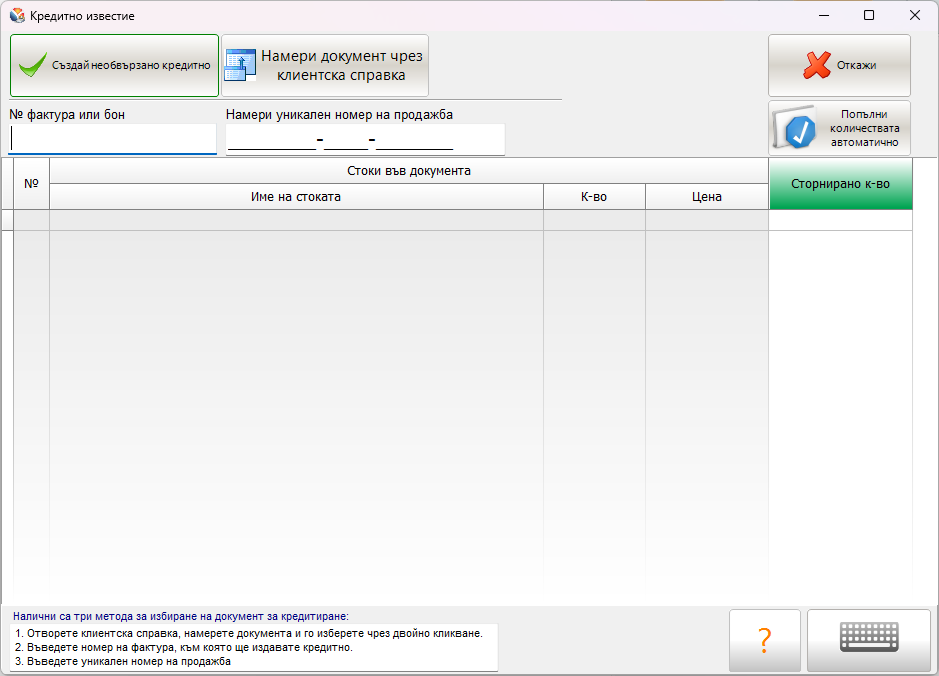 Кредитно известие
Създай необвързано кредитно
Намери документ чрез
клиентска справка
Откажи
№ фактура или бон
Намери уникален номер на продажба
Попълни
количествата
автоматично
_________-____-________
№
Стоки във документа
Сторнирано к-во
Име на стоката
К-во
Цена
Налични са три метода за избиране на документ за кредитиране:
1. Отворете клиентска справка, намерете документа и го изберете чрез двойно кликване.
2. Въведете номер на фактура, към която ще издавате кредитно.
3. Въведете уникален номер на продажба
?